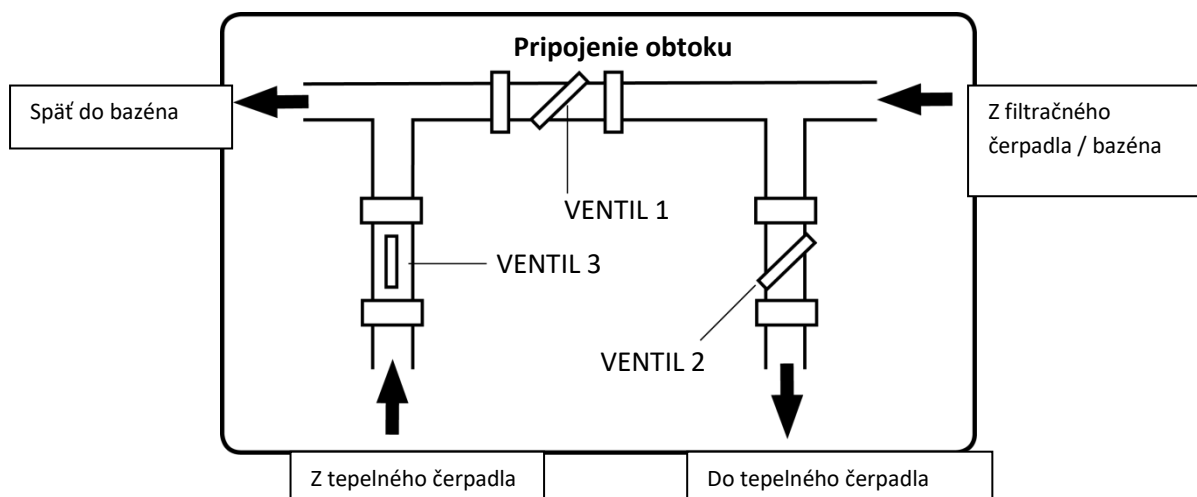 Pripojenie obtoku
Späť do bazéna
Z filtračného
čerpadla / bazéna
VENTIL 1
VENTIL 3
VENTIL 2
Z tepelného čerpadla
Do tepelného čerpadla